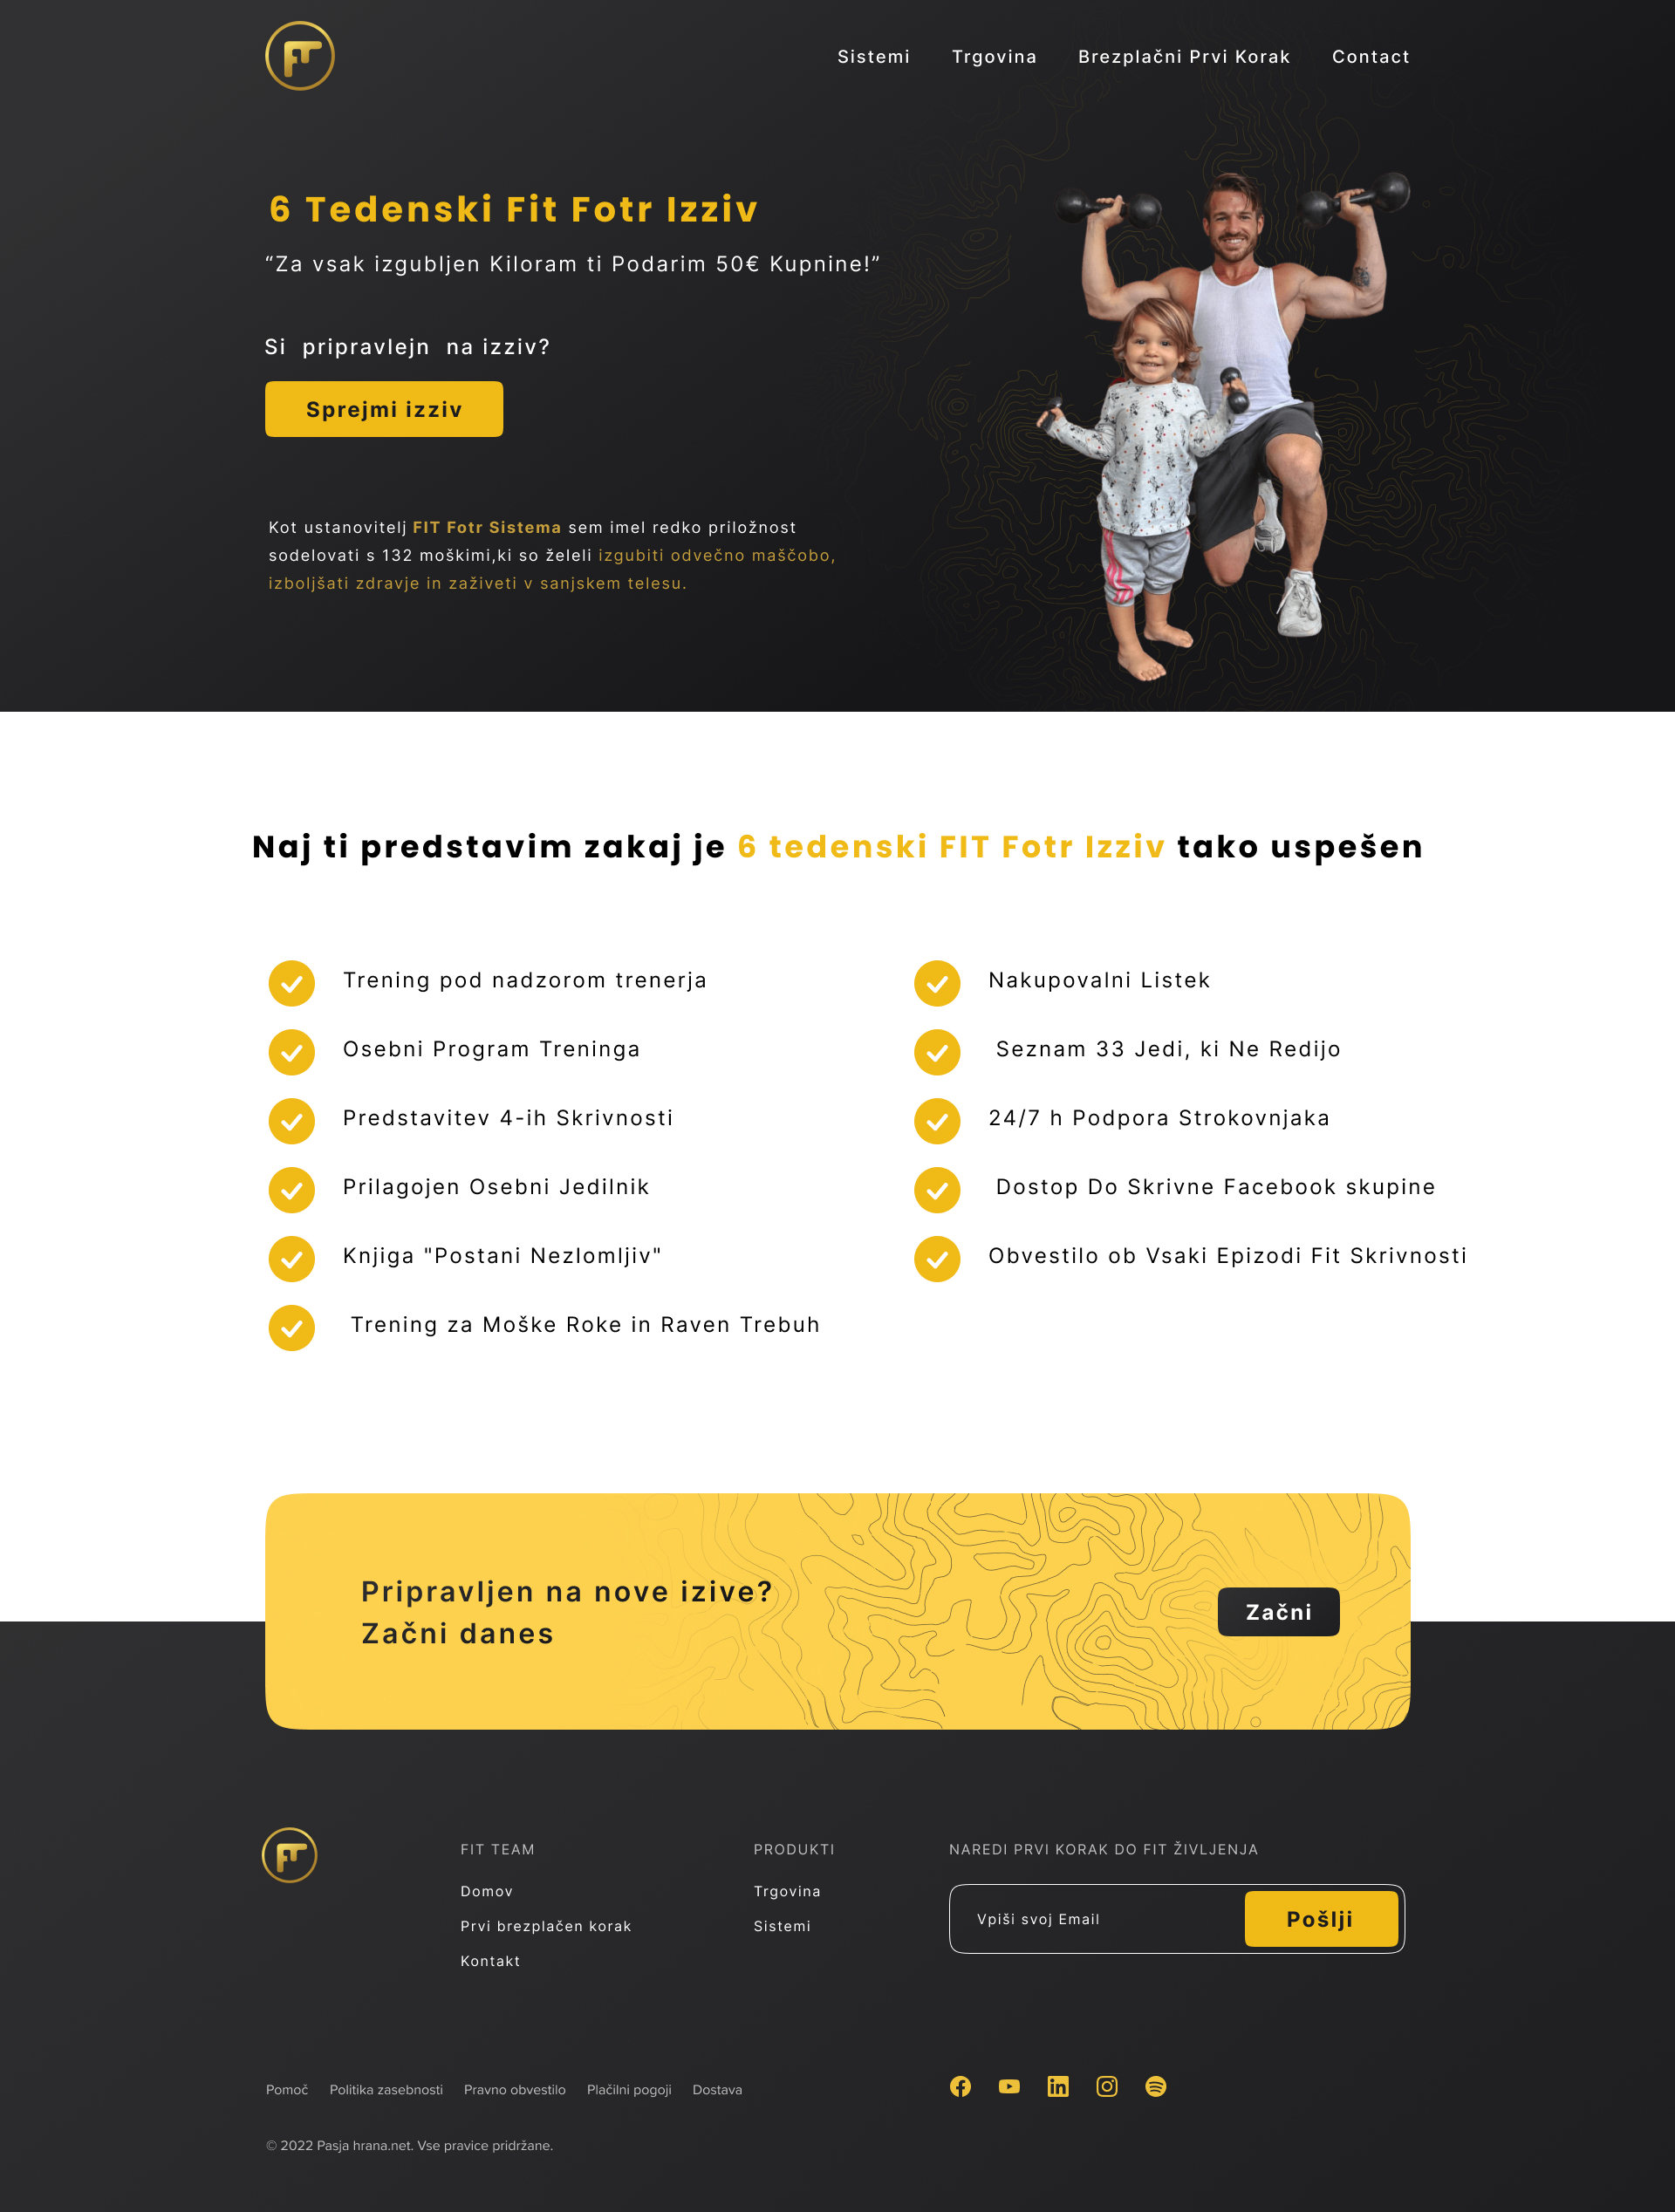 FT
Sistemi Trgovina Brezplačni Prvi Korak Contact
6 Tedenski Fit Fotr Izziv
“Za vsak izgubljen Kiloram ti Podarim 50€ Kupnine!”
Si pripravlejn na izziv?
Sprejmi izziv
Kot ustanovitelj FIT Fotr Sistema sem imel redko priložnost
sodelovati s 132 moškimi,ki so želeli izgubiti odvečno maščobo,
izboljšati zdravje in zaživeti v sanjskem telesu.
Naj ti predstavim zakaj je 6 tedenski FIT Fotr Izziv tako uspešen
Trening pod nadzorom trenerja
Osebni Program Treninga
Predstavitev 4-ih Skrivnosti
Prilagojen Osebni Jedilnik
Knjiga "Postani Nezlomljiv"
Trening za Moške Roke in Raven Trebuh
Nakupovalni Listek
Seznam 33 Jedi, ki Ne Redijo
24/7 h Podpora Strokovnjaka
Dostop Do Skrivne Facebook skupine
Obvestilo ob Vsaki Epizodi Fit Skrivnosti
Pripravljen na nove izive?
Začni danes
Začni
FT
FIT TEAM
Domov
Prvi brezplačen korak
Kontakt
PRODUKTI
Trgovina
Sistemi
NAREDI PRVI KORAK DO FIT ŽIVLJENJA
Vpiši svoj Email
Pošlji
Pomoč Politika zasebnosti Pravno obvestilo Plačilni pogoji Dostava
© 2022 Pasja hrana.net. Vse pravice pridržane.